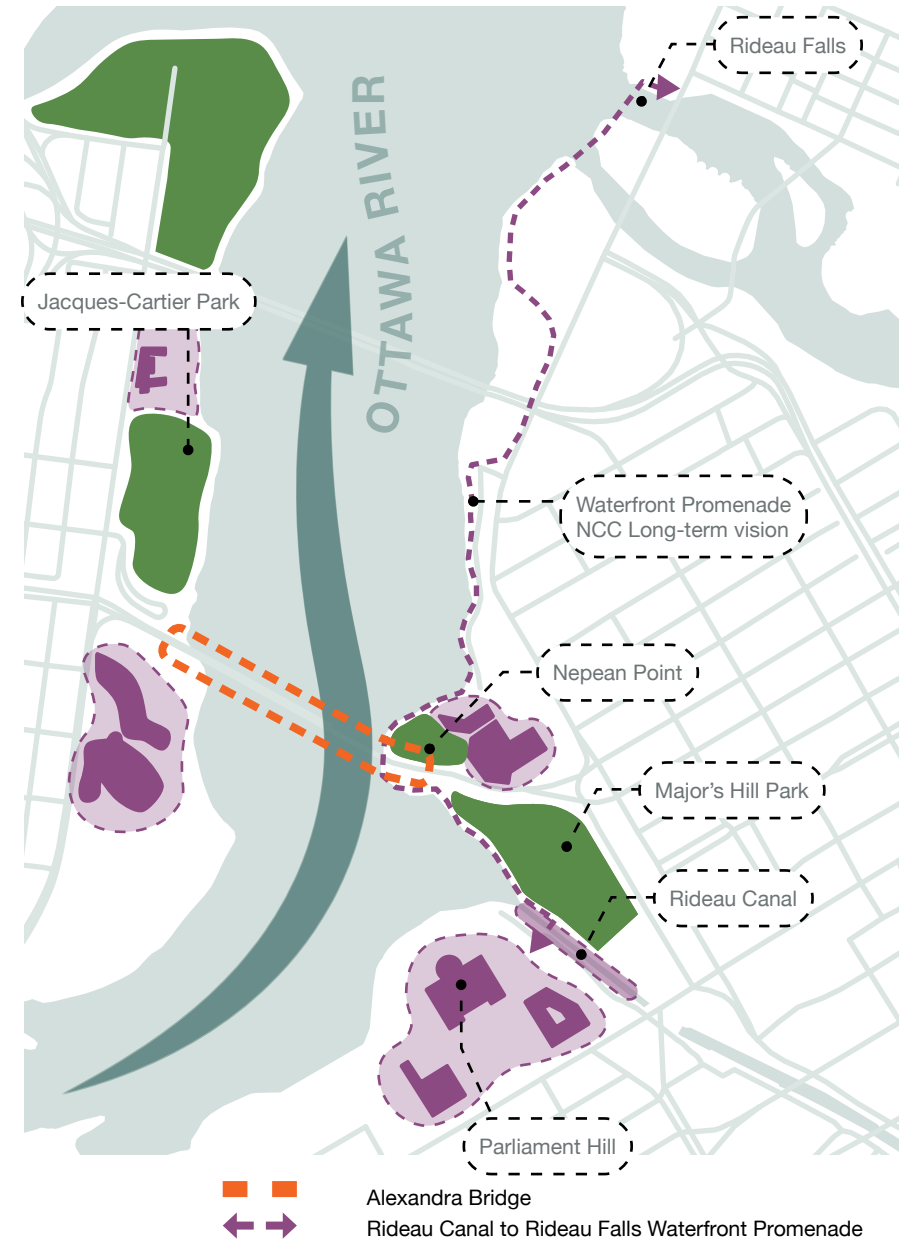 Rideau Falls
OTTAWA RIVER
Jacques-Cartier Park
Waterfront Promenade
NCC Long-term vision
Nepean Point
Major's Hill Park
Rideau Canal
Parliament Hill
Alexandra Bridge
Rideau Canal to Rideau Falls Waterfront Promenade